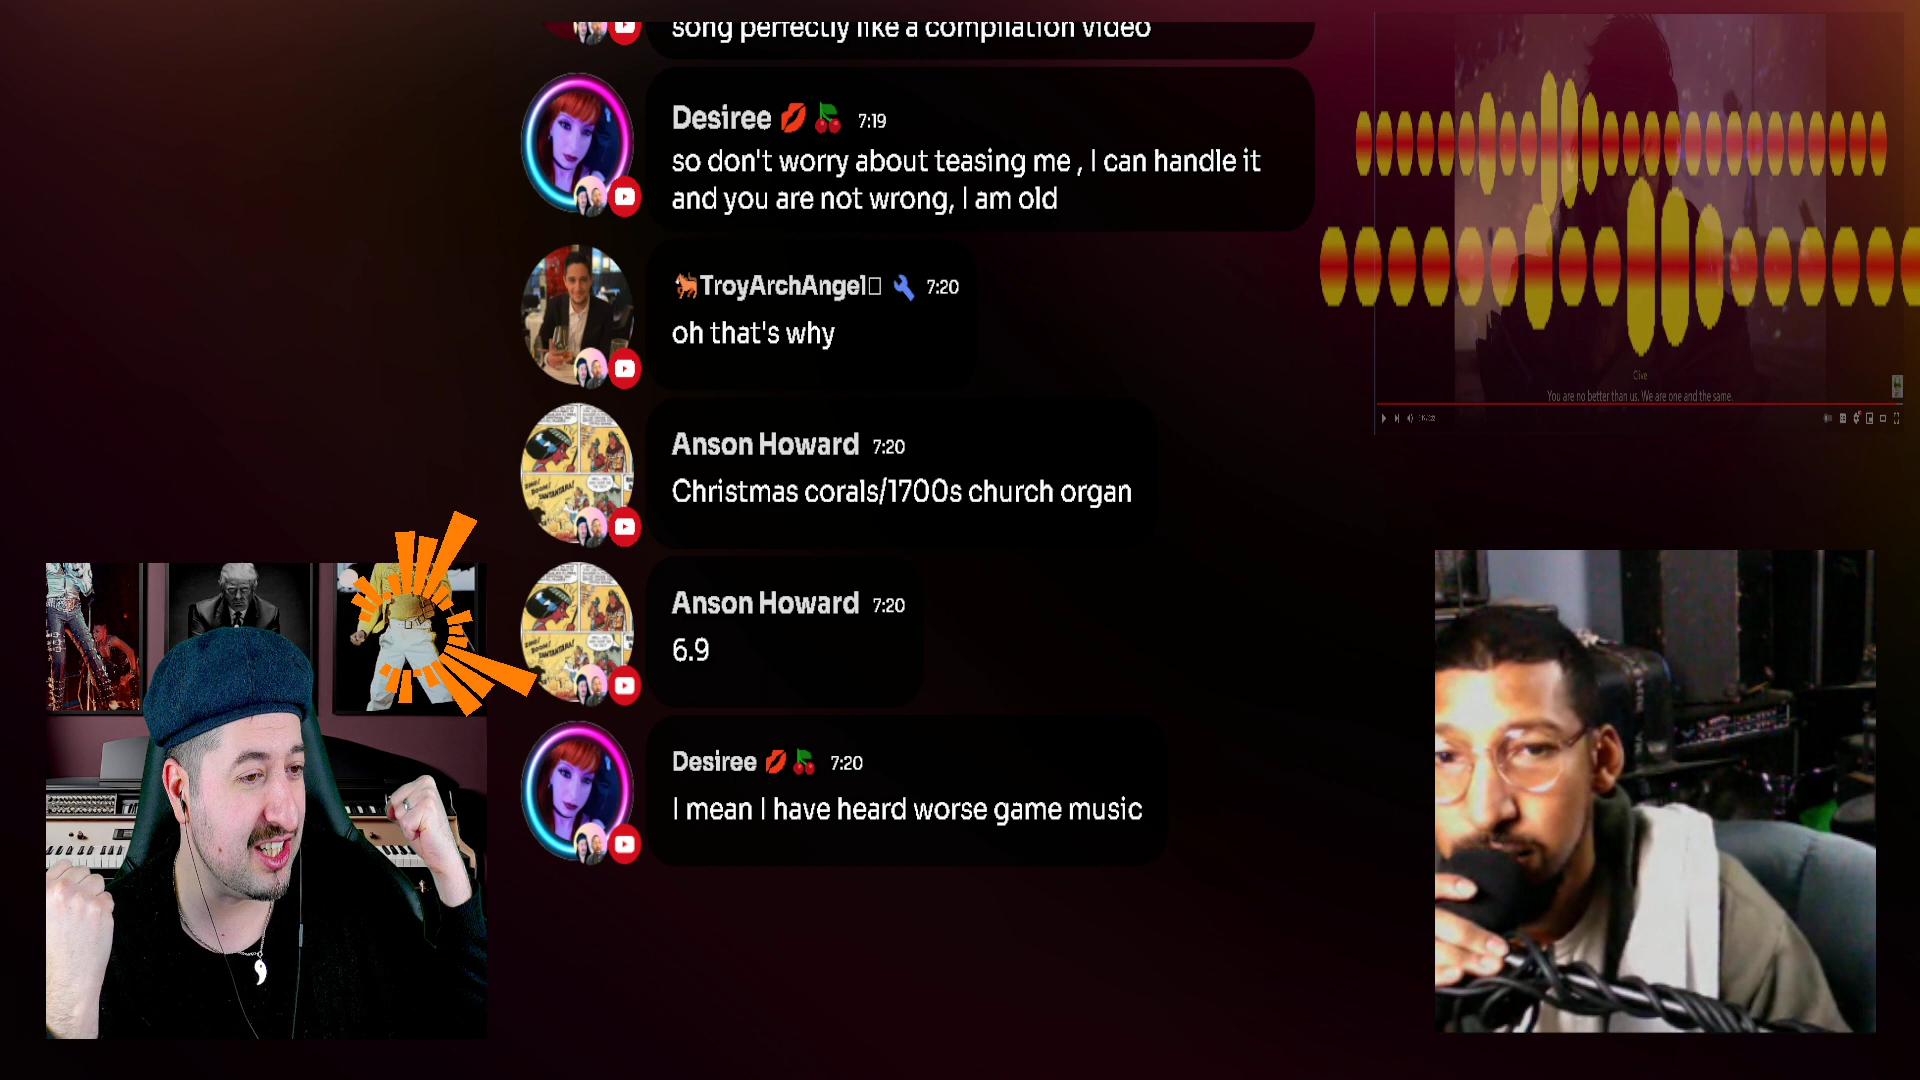 song perfectly like a compilation video
Desiree 💋🍒 7:19
so don't worry about teasing me , I can handle it
and you are not wrong, I am old
🐅TroyArchAngel 🔧 7:20
oh that's why
Anson Howard 7:20
Christmas corals/1700s church organ
Anson Howard 7:20
6.9
Desiree 💋🍒 7:20
I mean I have heard worse game music
Clive
You are no better than us. We are one and the same.